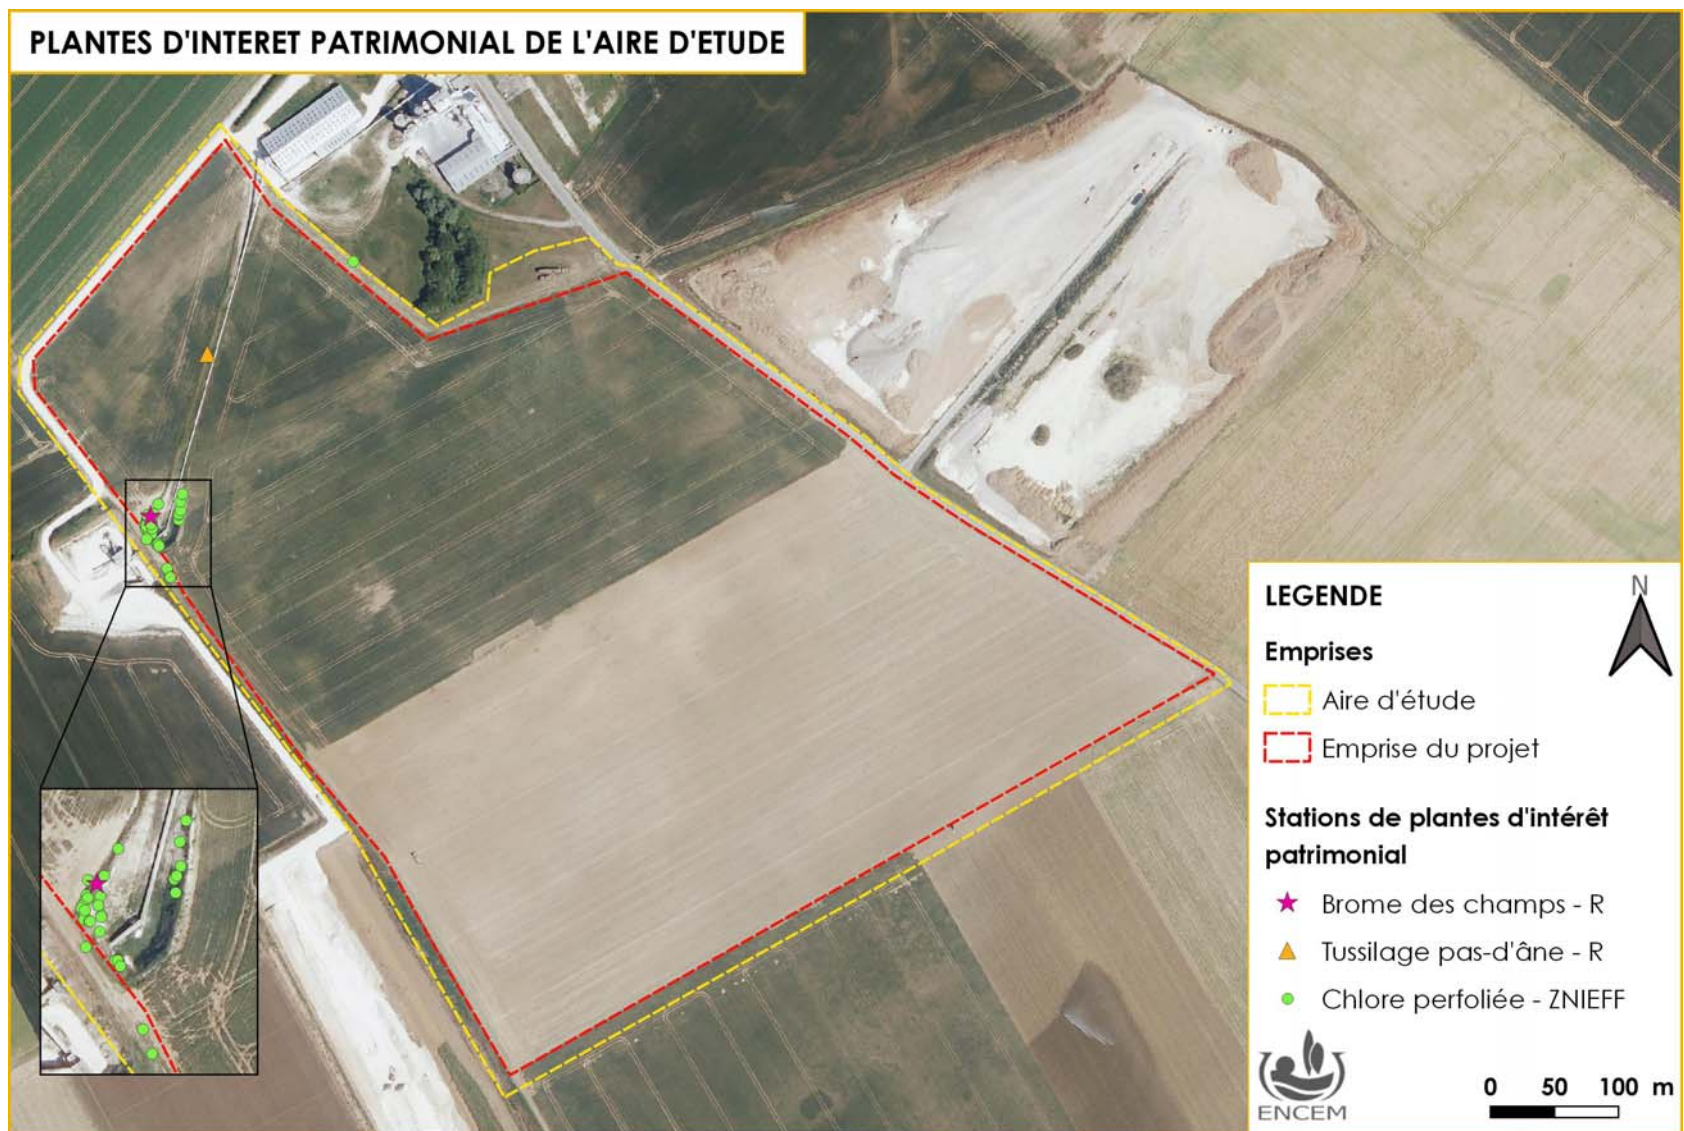 PLANTES D'INTERET PATRIMONIAL DE L'AIRE D'ETUDE
LEGENDE
N
Emprises
Aire d'étude
Emprise du projet
Stations de plantes d'intérêt
patrimonial
Brome des champs - R
Tussilage pas-d'âne - R
Chlore perfoliée - ZNIEFF
ENCEM
0 50 100 m